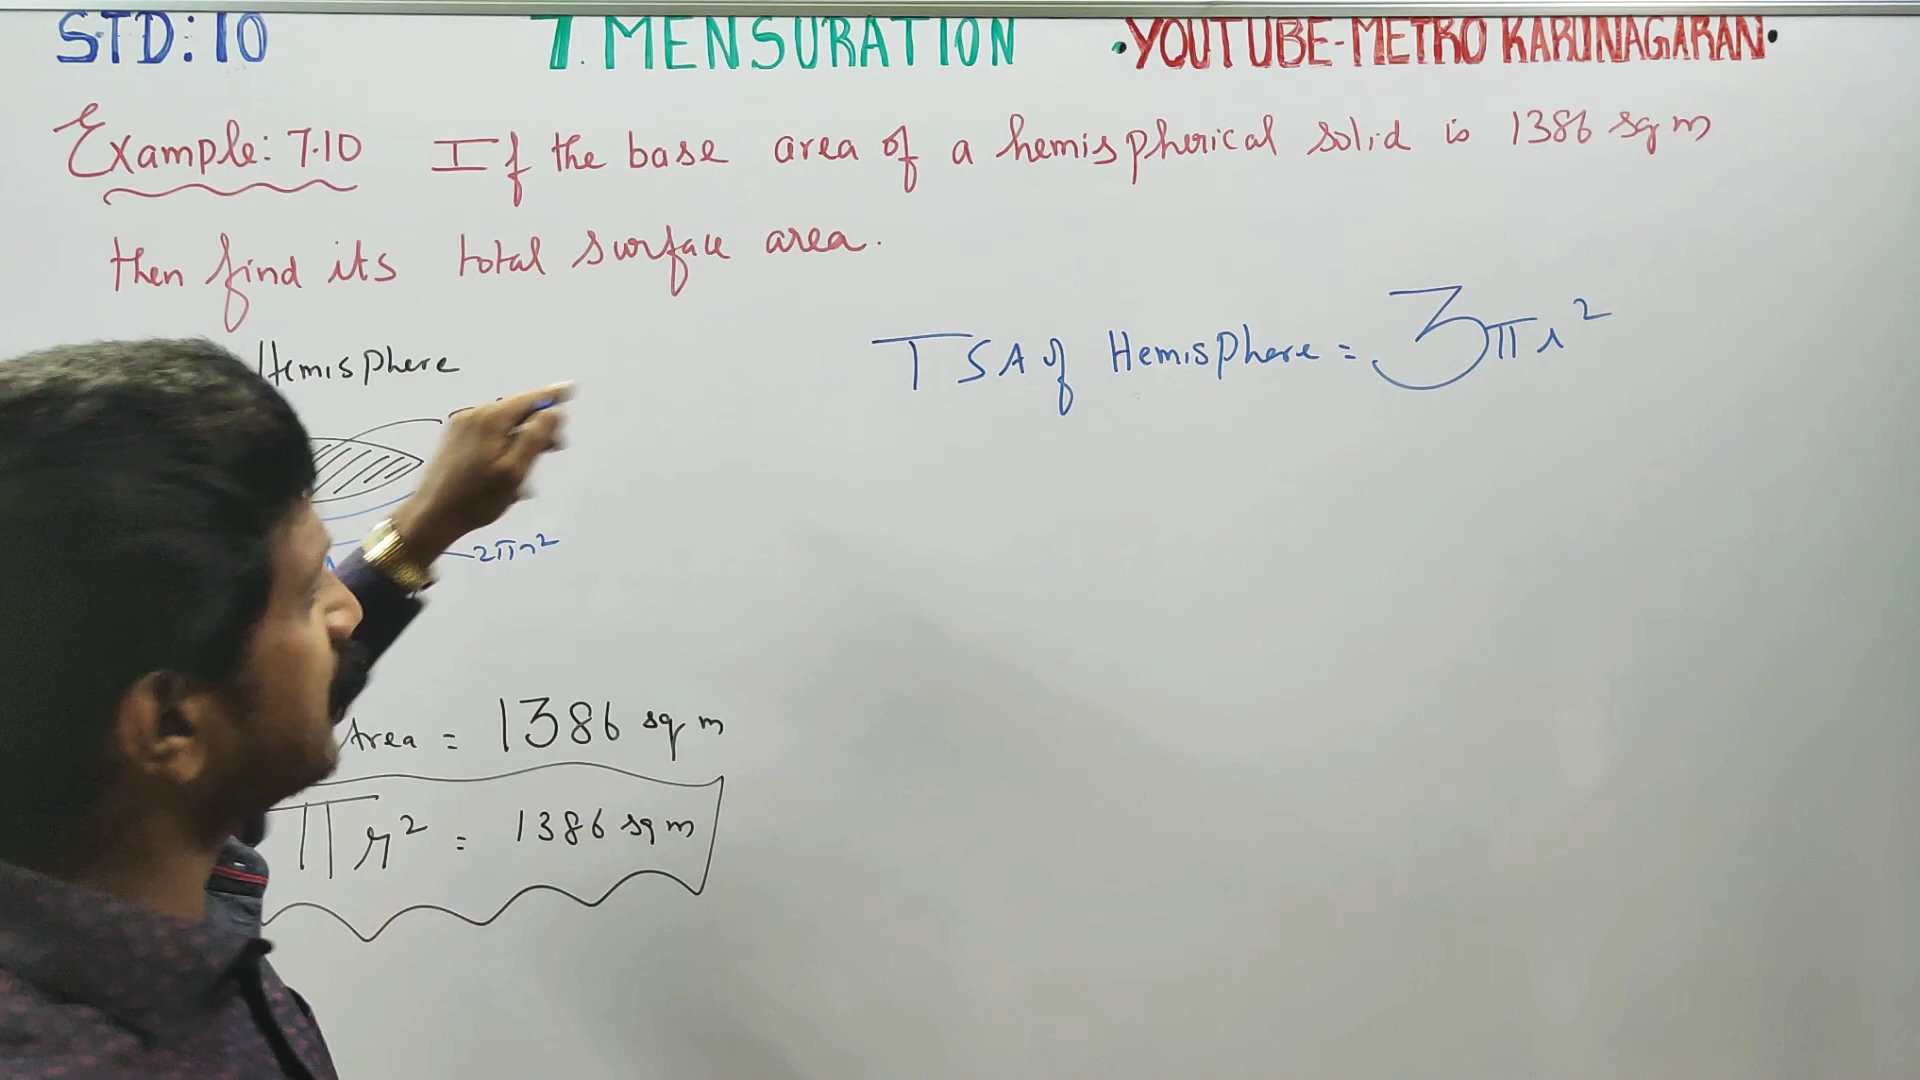 STD: 10 7. MENSURATION •YOUTUBE-METRO KARUNAGARAN•
Example: 7.10 If the base area of a hemispherical solid is 1386 sq m
then find its total surface area.
Hemisphere
TSA of Hemisphere = 3πr²
2πr²
Area = 1386 sq m
πr² = 1386 sq m